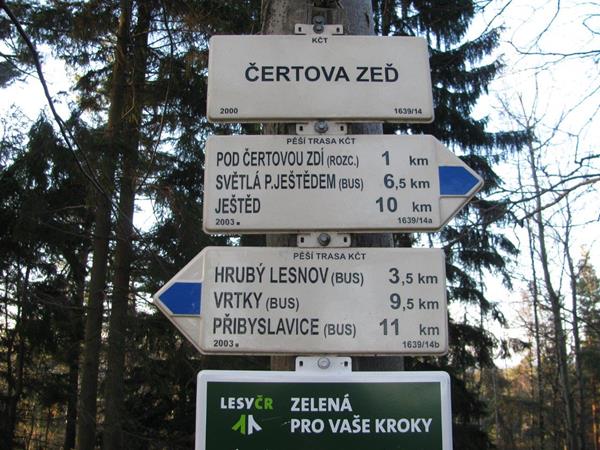 KČT
ČERTOVA ZEĎ
2000 1639/14
PĚŠÍ TRASA KČT
POD ČERTOVOU ZDÍ (ROZC.) 1 km
SVĚTLÁ P.JEŠTĚDEM (BUS) 6,5 km
JEŠTĚD 10 km
2003 1639/14a
PĚŠÍ TRASA KČT
HRUBÝ LESNOV (BUS) 3,5 km
VRTKY (BUS) 9,5 km
PŘIBYSLAVICE (BUS) 11 km
2003 1639/14b
LESYČR ZELENÁ
PRO VAŠE KROKY